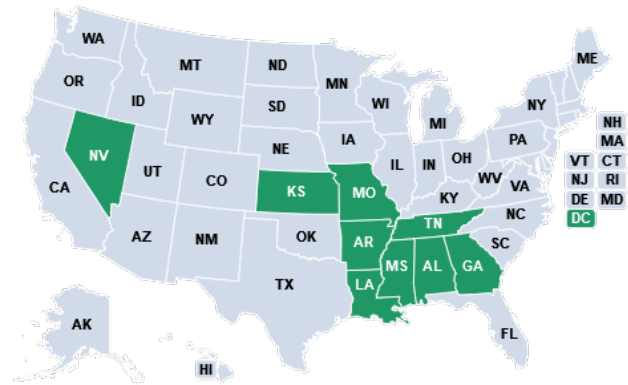 WA
MT
ND
ME
OR
ID
MN
WI
MI
NY
SD
WY
NH
MA
IA
PA
NV
NE
IL
IN
OH
VT CT
UT
CO
KS
MO
WV
VA
NJ RI
CA
KY
DE MD
DC
NC
TN
AZ
NM
OK
AR
SC
MS
AL
GA
TX
LA
AK
FL
HI